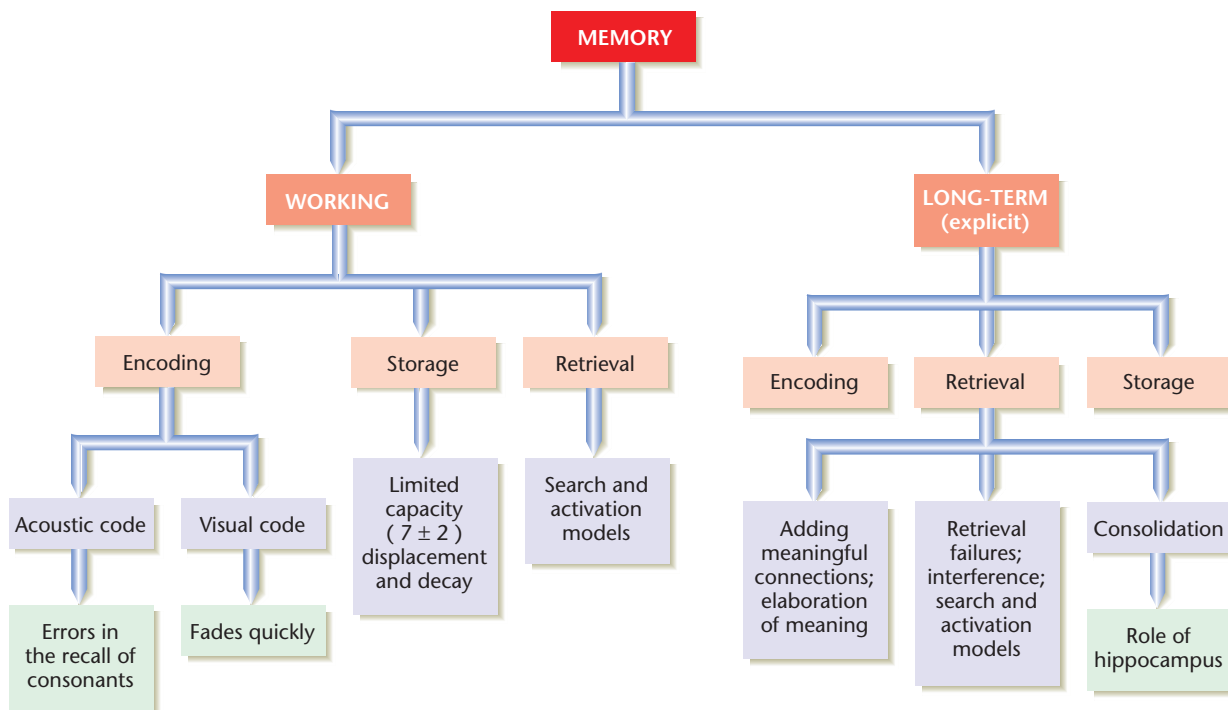 MEMORY
WORKING
LONG-TERM
(explicit)
Encoding
Storage
Retrieval
Encoding
Retrieval
Storage
Acoustic code
Visual code
Limited
capacity
( 7 ± 2 )
displacement
and decay
Search and
activation
models
Adding
meaningful
connections;
elaboration
of meaning
Retrieval
failures;
interference;
search and
activation
models
Consolidation
Errors in
the recall of
consonants
Fades quickly
Role of
hippocampus